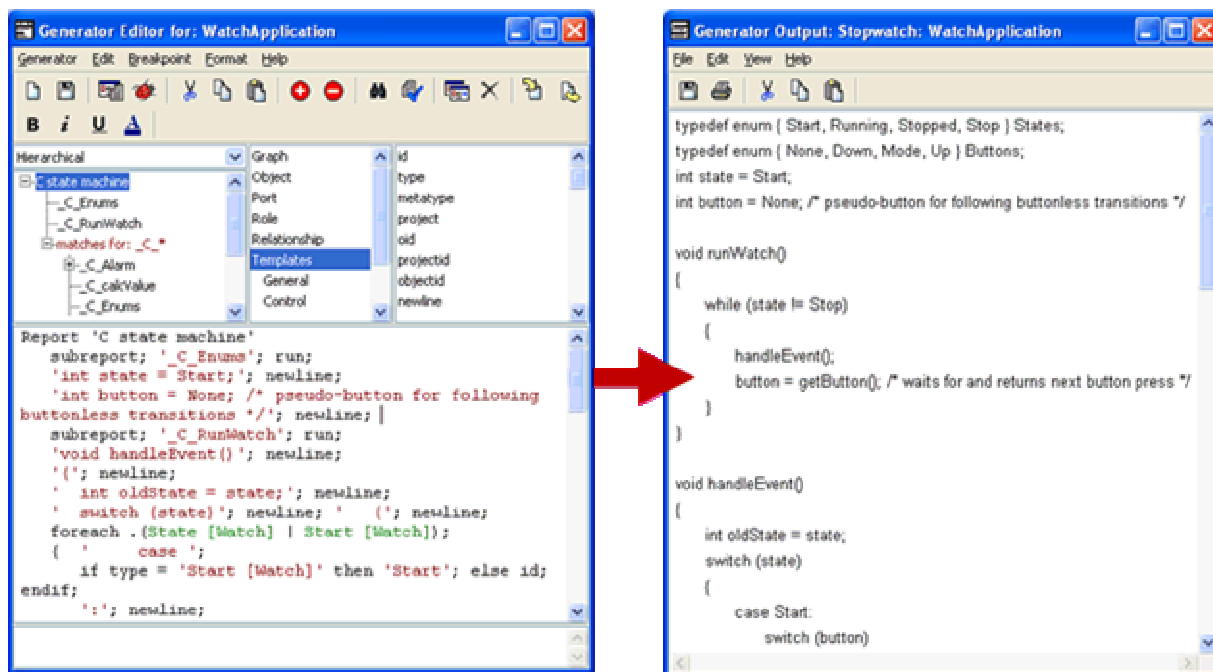 Generator Editor for: WatchApplication
Generator Edit Breakpoint Format Help
B i U A
Hierarchical
C state machine
_C_Enums
_C_RunWatch
matches for: _C_*
_C_Alarm
_C_calcValue
_C_Enums
Graph
Object
Port
Role
Relationship
Templates
General
Control
id
type
metatype
project
oid
projectid
objectid
newline
Report 'C state machine'
subreport; '_C_Enums'; run;
'int state = Start;'; newline;
'int button = None; /* pseudo-button for following
buttonless transitions */'; newline;
subreport; '_C_RunWatch'; run;
'void handleEvent()'; newline;
'{'; newline;
'  int oldState = state;'; newline;
'  switch (state)'; newline; '   {'; newline;
foreach .(State [Watch] | Start [Watch]);
{  '     case ';
if type = 'Start [Watch]' then 'Start'; else id;
endif;
':'; newline;
Generator Output: Stopwatch: WatchApplication
File Edit View Help
typedef enum { Start, Running, Stopped, Stop } States;
typedef enum { None, Down, Mode, Up } Buttons;
int state = Start;
int button = None; /* pseudo-button for following buttonless transitions */
void runWatch()
{
while (state != Stop)
{
handleEvent();
button = getButton(); /* waits for and returns next button press */
}
}
void handleEvent()
{
int oldState = state;
switch (state)
{
case Start:
switch (button)